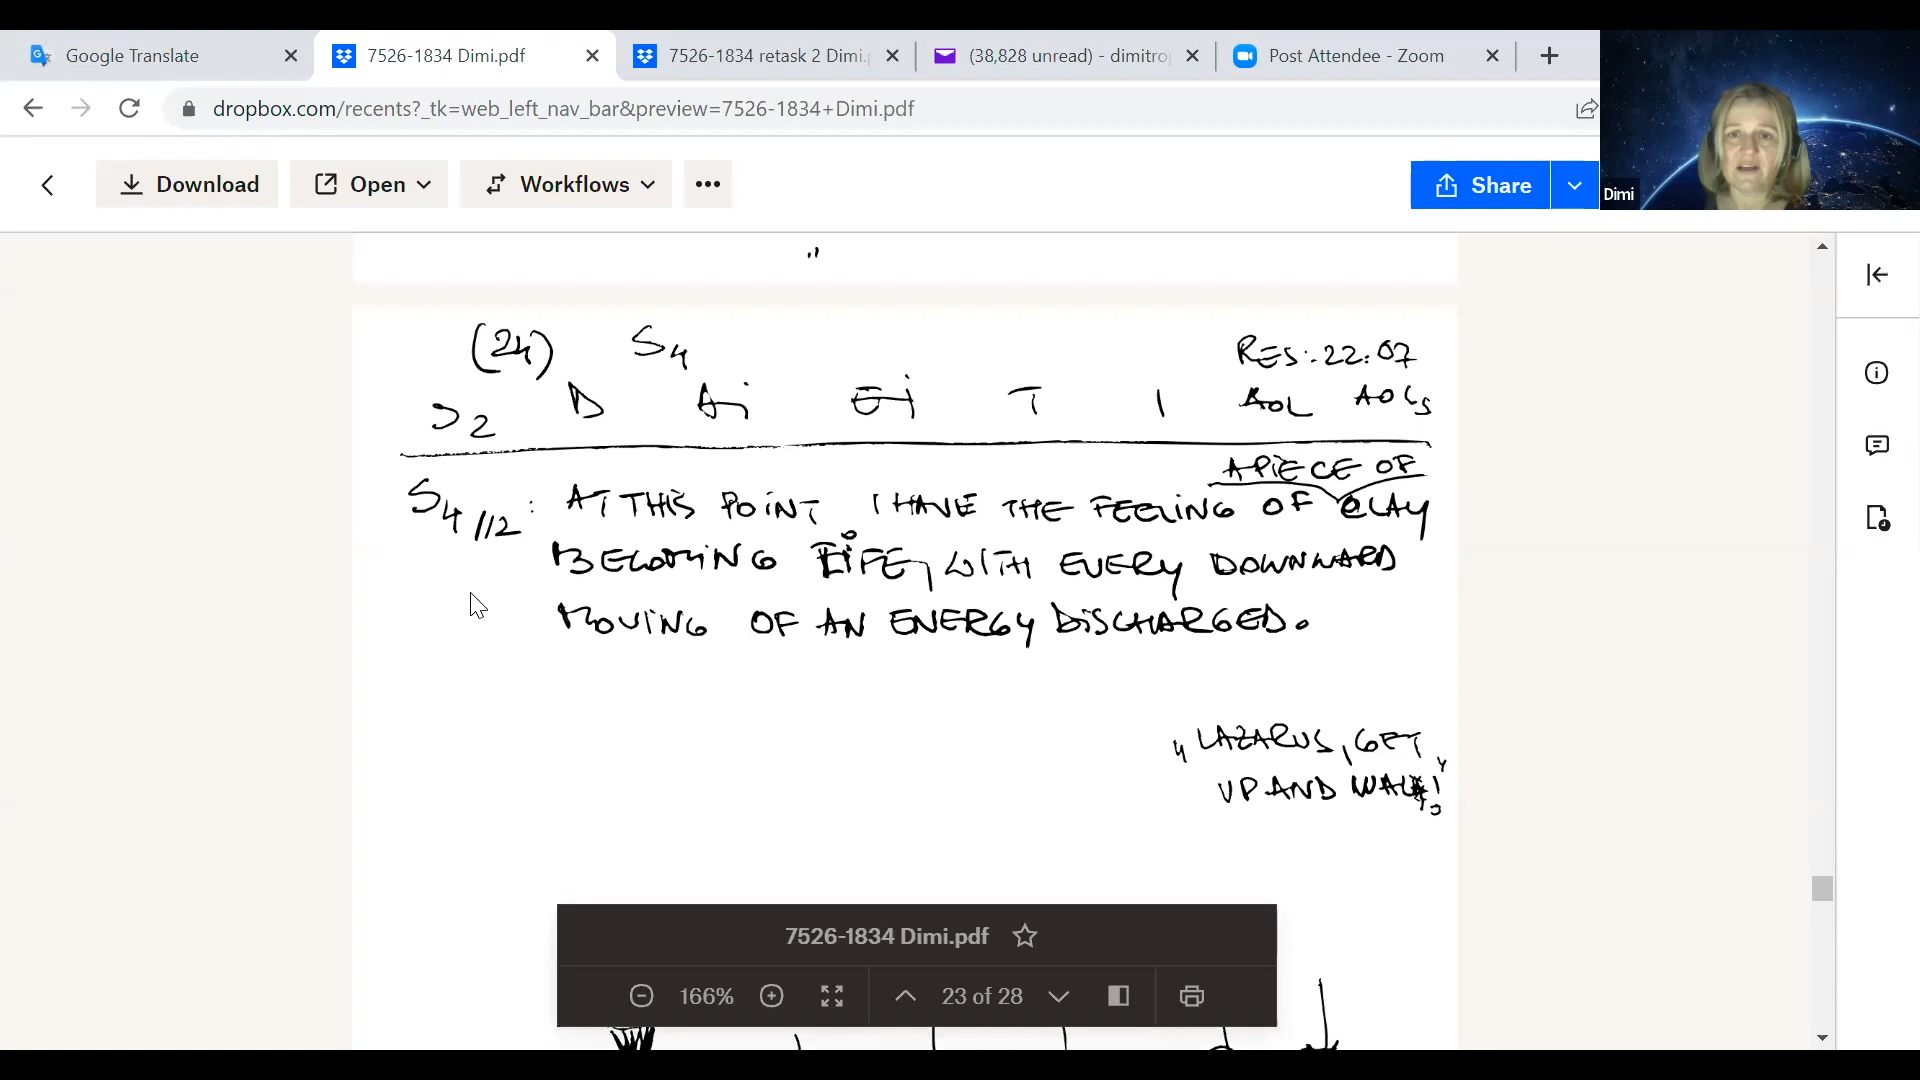 Google Translate
7526-1834 Dimi.pdf
7526-1834 retask 2 Dimi.p
(38,828 unread) - dimitro
Post Attendee - Zoom
dropbox.com/recents?_tk=web_left_nav_bar&preview=7526-1834+Dimi.pdf
Dimi
Download
Open
Workflows
Share
(24) S4 RES: 22:07
S2 D Ai Ei T I AOL AOLS
A PIECE OF
S4/12: AT THIS POINT I HAVE THE FEELING OF CLAY
BECOMING LIFE, WITH EVERY DOWNWARD
MOVING OF AN ENERGY DISCHARGED.
"LAZARUS, GET
UP AND WALK!"
7526-1834 Dimi.pdf
166%
23 of 28